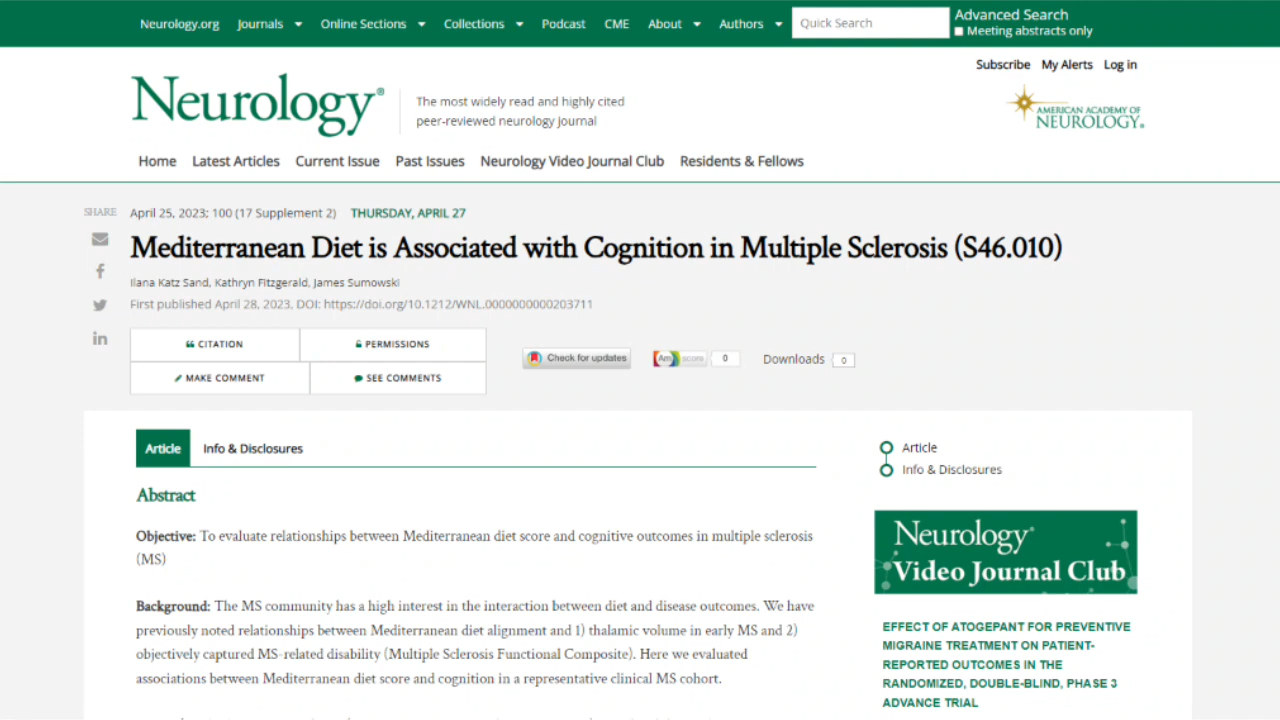 Neurology.org Journals Online Sections Collections Podcast CME About Authors Quick Search Advanced Search
Meeting abstracts only
Subscribe My Alerts Log in
Neurology®
The most widely read and highly cited
peer-reviewed neurology journal
AMERICAN ACADEMY OF
NEUROLOGY®
Home Latest Articles Current Issue Past Issues Neurology Video Journal Club Residents & Fellows
SHARE
April 25, 2023; 100 (17 Supplement 2) THURSDAY, APRIL 27
Mediterranean Diet is Associated with Cognition in Multiple Sclerosis (S46.010)
Ilana Katz Sand, Kathryn Fitzgerald, James Sumowski
First published April 28, 2023, DOI: https://doi.org/10.1212/WNL.0000000000203711
CITATION PERMISSIONS
MAKE COMMENT SEE COMMENTS
Check for updates
Am score 0
Downloads 0
Article Info & Disclosures
Abstract
Objective: To evaluate relationships between Mediterranean diet score and cognitive outcomes in multiple sclerosis
(MS)
Background: The MS community has a high interest in the interaction between diet and disease outcomes. We have
previously noted relationships between Mediterranean diet alignment and 1) thalamic volume in early MS and 2)
objectively captured MS-related disability (Multiple Sclerosis Functional Composite). Here we evaluated
associations between Mediterranean diet score and cognition in a representative clinical MS cohort.
Article
Info & Disclosures
Neurology®
Video Journal Club
EFFECT OF ATOGEPANT FOR PREVENTIVE
MIGRAINE TREATMENT ON PATIENT-
REPORTED OUTCOMES IN THE
RANDOMIZED, DOUBLE-BLIND, PHASE 3
ADVANCE TRIAL